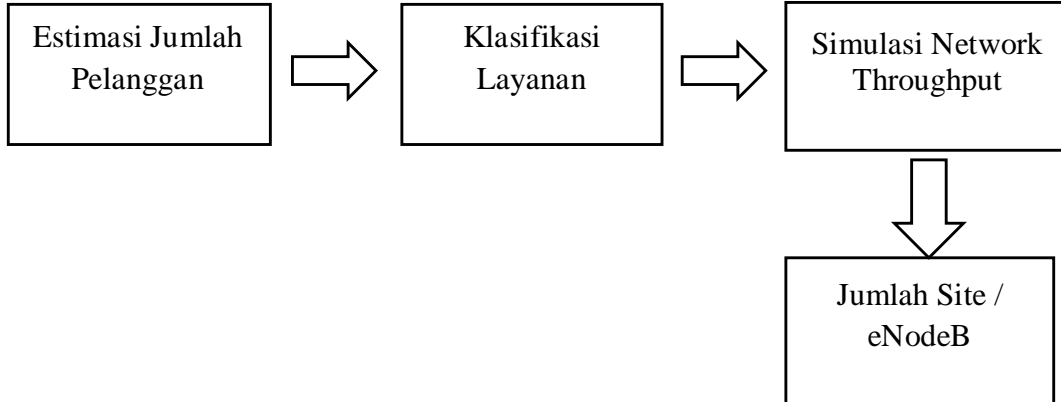 Estimasi Jumlah
Pelanggan
Klasifikasi
Layanan
Simulasi Network
Throughput
Jumlah Site /
eNodeB